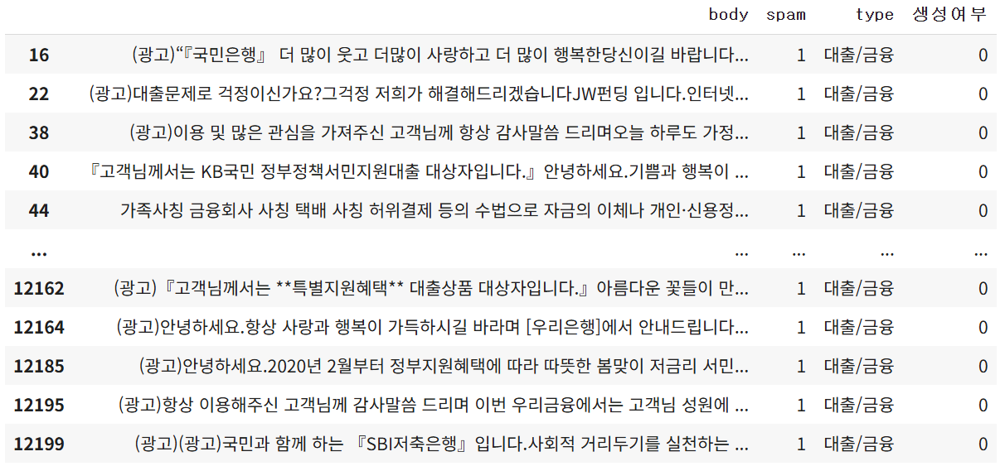 body spam type 생성여부
16 (광고)“『국민은행』 더 많이 웃고 더많이 사랑하고 더 많이 행복한당신이길 바랍니다... 1 대출/금융 0
22 (광고)대출문제로 걱정이신가요?그걱정 저희가 해결해드리겠습니다JW펀딩 입니다.인터넷... 1 대출/금융 0
38 (광고)이용 및 많은 관심을 가져주신 고객님께 항상 감사말씀 드리며오늘 하루도 가정... 1 대출/금융 0
40 『고객님께서는 KB국민 정부정책서민지원대출 대상자입니다.』안녕하세요.기쁨과 행복이 ... 1 대출/금융 0
44 가족사칭 금융회사 사칭 택배 사칭 허위결제 등의 수법으로 자금의 이체나 개인·신용정... 1 대출/금융 0
... ... ... ... ...
12162 (광고)『고객님께서는 **특별지원혜택** 대출상품 대상자입니다.』아름다운 꽃들이 만... 1 대출/금융 0
12164 (광고)안녕하세요.항상 사랑과 행복이 가득하시길 바라며 [우리은행]에서 안내드립니다... 1 대출/금융 0
12185 (광고)안녕하세요.2020년 2월부터 정부지원혜택에 따라 따뜻한 봄맞이 저금리 서민... 1 대출/금융 0
12195 (광고)항상 이용해주신 고객님께 감사말씀 드리며 이번 우리금융에서는 고객님 성원에 ... 1 대출/금융 0
12199 (광고)(광고)국민과 함께 하는 『SBI저축은행』입니다.사회적 거리두기를 실천하는 ... 1 대출/금융 0